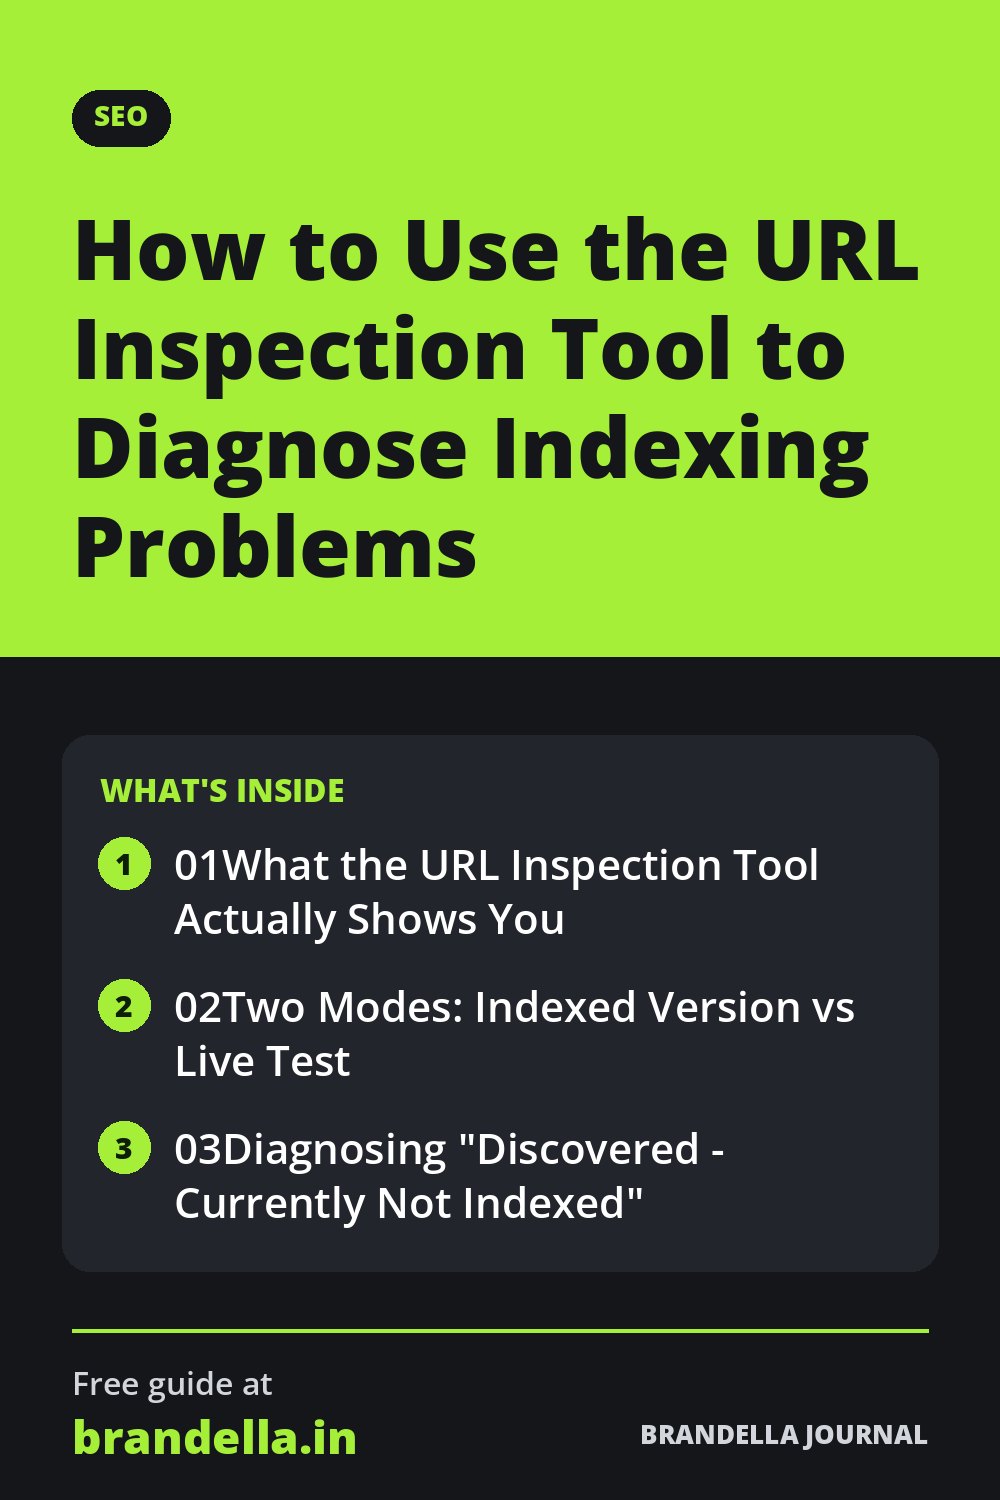 SEO
How to Use the URL
Inspection Tool to
Diagnose Indexing
Problems
WHAT'S INSIDE
1 01What the URL Inspection Tool
Actually Shows You
2 02Two Modes: Indexed Version vs
Live Test
3 03Diagnosing "Discovered -
Currently Not Indexed"
Free guide at
brandella.in
BRANDELLA JOURNAL